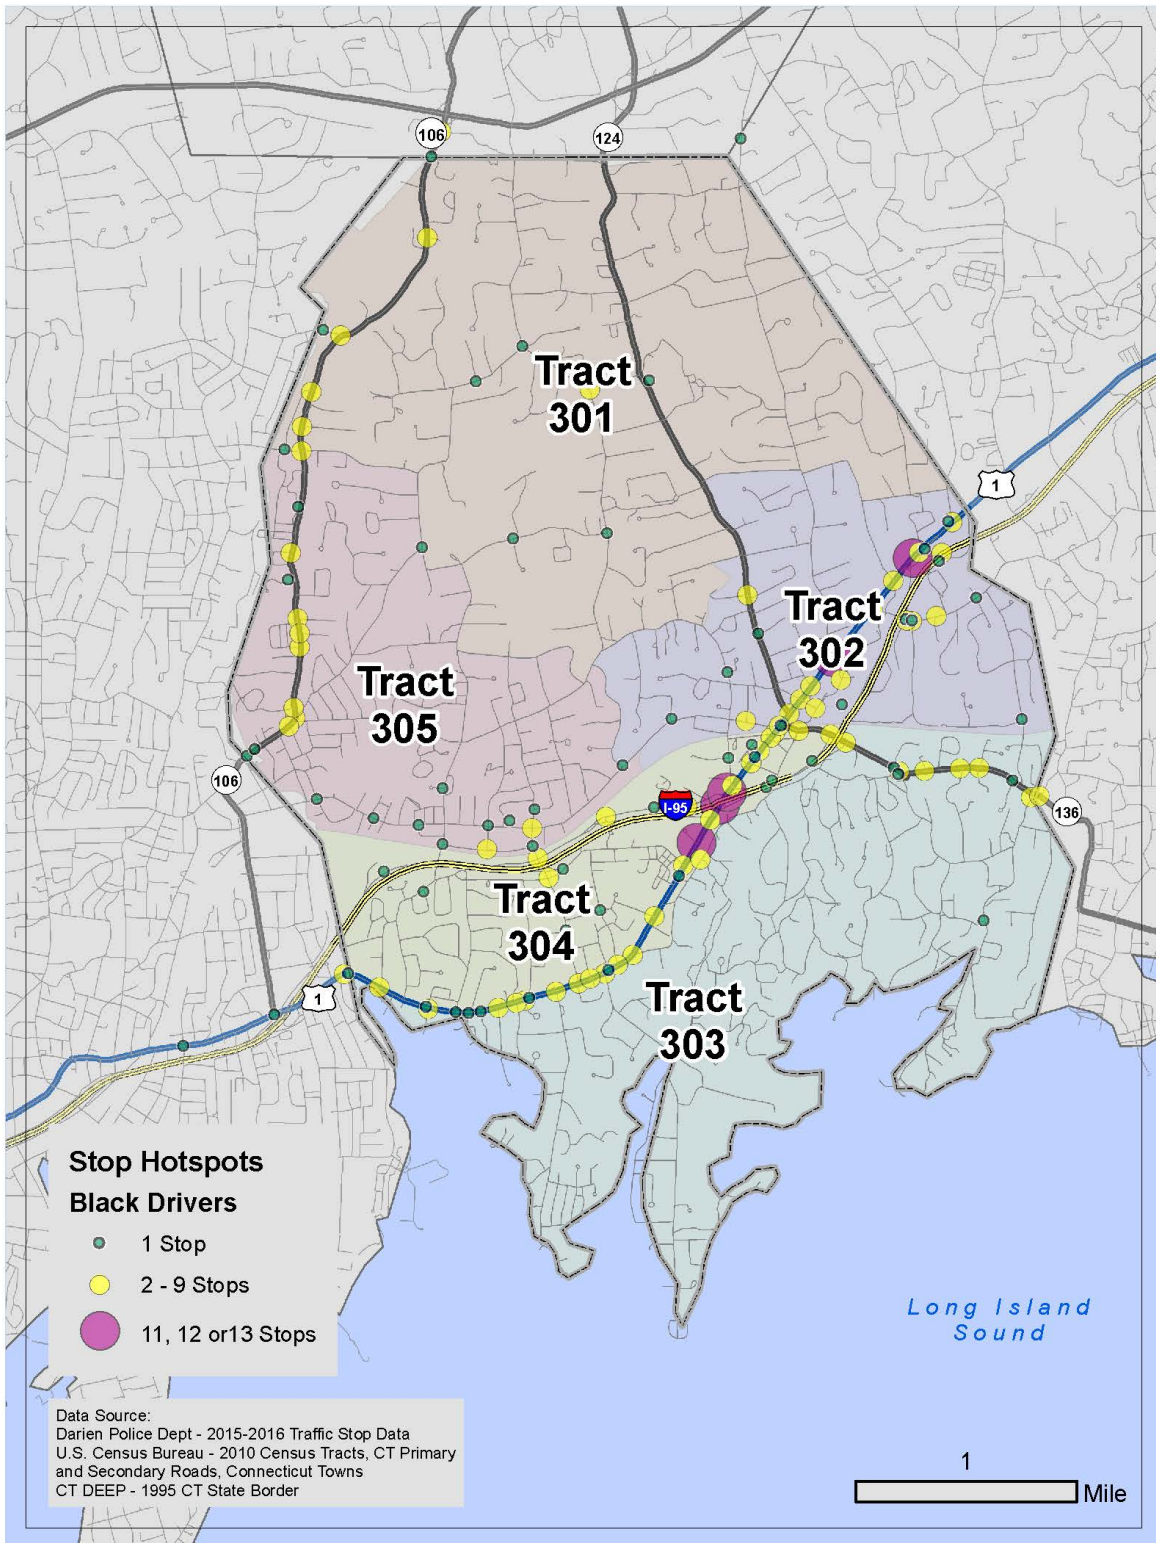 106
124
Tract
301
1
Tract
302
Tract
305
106
I-95
136
Tract
304
1
Tract
303
Stop Hotspots
Black Drivers
1 Stop
2 - 9 Stops
11, 12 or13 Stops
Long Island
Sound
Data Source:
Darien Police Dept - 2015-2016 Traffic Stop Data
U.S. Census Bureau - 2010 Census Tracts, CT Primary
and Secondary Roads, Connecticut Towns
CT DEEP - 1995 CT State Border
1
Mile